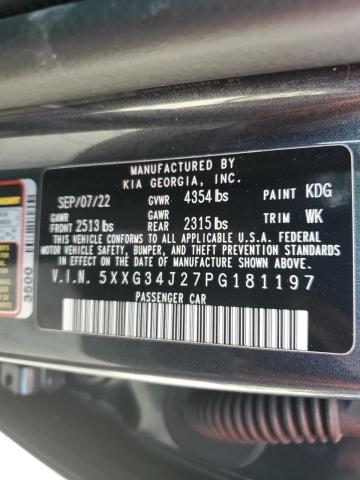 MANUFACTURED BY
KIA GEORGIA, INC.
SEP/07/22 GVWR 4354 lbs PAINT KDG
GAWR FRONT 2513 lbs GAWR REAR 2315 lbs TRIM WK
THIS VEHICLE CONFORMS TO ALL APPLICABLE U.S.A. FEDERAL
MOTOR VEHICLE SAFETY, BUMPER, AND THEFT PREVENTION STANDARDS
IN EFFECT ON THE DATE OF MANUFACTURE SHOWN ABOVE.
V.I.N. 5XXG34J27PG181197
PASSENGER CAR
3500